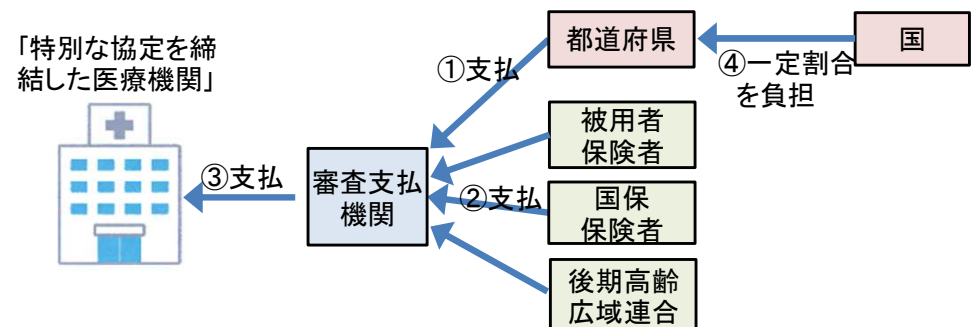 「特別な協定を締
結した医療機関」
③支払
審査支払
機関
①支払
②支払
都道府県
④一定割合
を負担
国
被用者
保険者
国保
保険者
後期高齢
広域連合